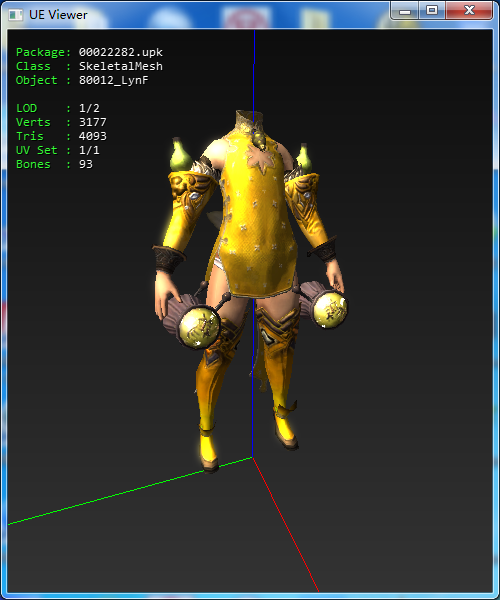 UE Viewer
Package: 00022282.upk
Class : SkeletalMesh
Object : 80012_LynF
LOD : 1/2
Verts : 3177
Tris : 4093
UV Set : 1/1
Bones : 93